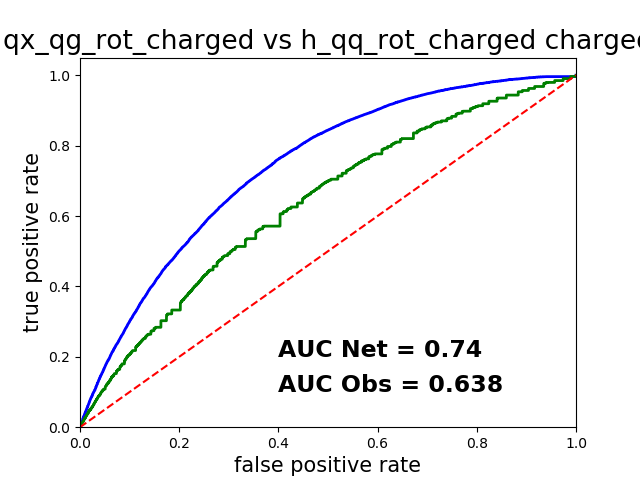 qx_qg_rot_charged vs h_qq_rot_charged charged
true positive rate
1.0
0.8
0.6
0.4
0.2
0.0
AUC Net = 0.74
AUC Obs = 0.638
0.0 0.2 0.4 0.6 0.8 1.0
false positive rate